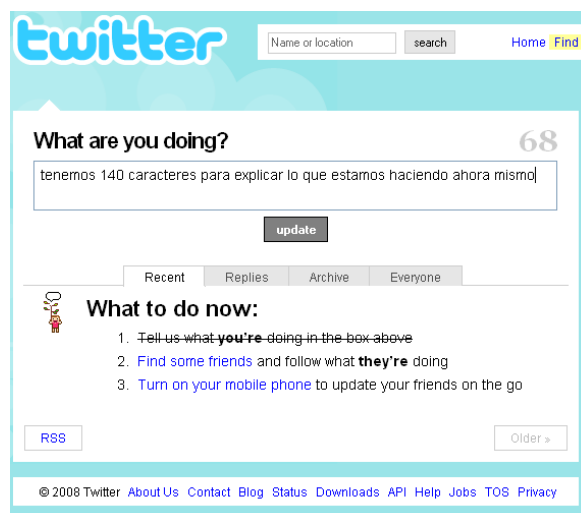 twitter
Name or location search Home Find
What are you doing? 68
tenemos 140 caracteres para explicar lo que estamos haciendo ahora mismo
update
Recent Replies Archive Everyone
What to do now:
1. Tell us what you're doing in the box above
2. Find some friends and follow what they're doing
3. Turn on your mobile phone to update your friends on the go
RSS Older »
© 2008 Twitter About Us Contact Blog Status Downloads API Help Jobs TOS Privacy